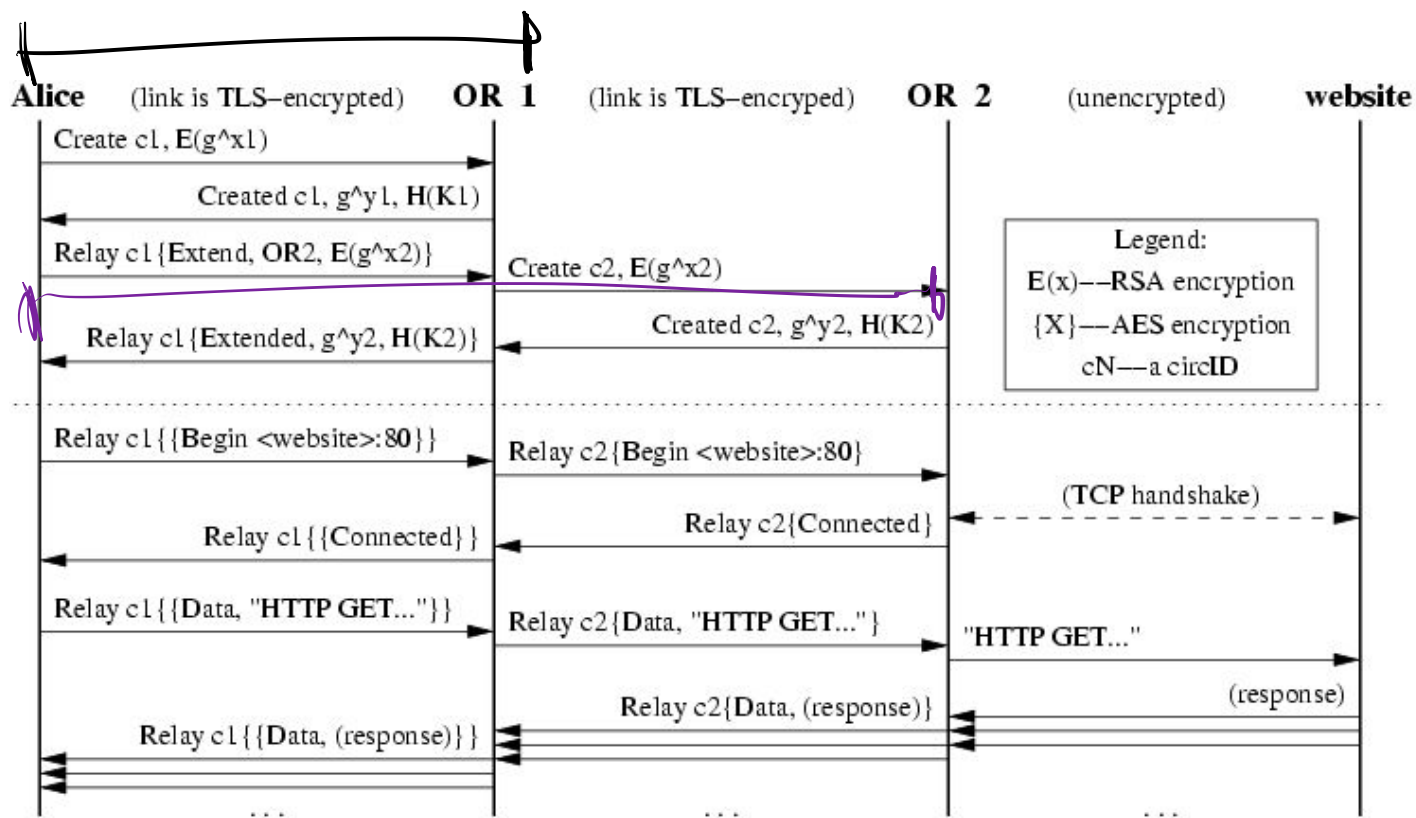 Alice (link is TLS–encrypted) OR 1 (link is TLS–encryped) OR 2 (unencrypted) website
Create c1, E(g^x1)
Created c1, g^y1, H(K1)
Relay c1{Extend, OR2, E(g^x2)}
Create c2, E(g^x2)
Created c2, g^y2, H(K2)
Relay c1{Extended, g^y2, H(K2)}
Legend:
E(x)––RSA encryption
{X}––AES encryption
cN––a circID
Relay c1{{Begin <website>:80}}
Relay c2{Begin <website>:80}
(TCP handshake)
Relay c2{Connected}
Relay c1{{Connected}}
Relay c1{{Data, "HTTP GET..."}}
Relay c2{Data, "HTTP GET..."}
"HTTP GET..."
(response)
Relay c2{Data, (response)}
Relay c1{{Data, (response)}}
. . . . . . . . .